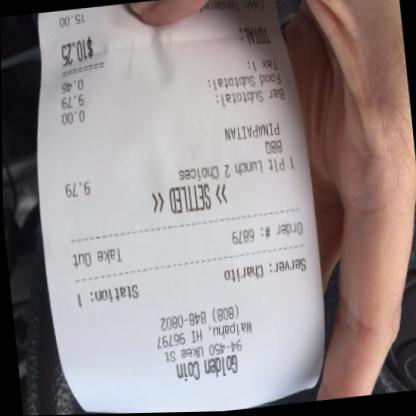 Golden Coin
94-450 Ukee St
Waipahu, HI 96797
(808) 848-0802
Server: Charito Station: 1
Order #: 6879 Take Out
>> SETTLED <<
1 Plt Lunch 2 Choices 9.79
BBQ
PINAPAITAN
Bar Subtotal: 0.00
Food Subtotal: 9.79
Tax 1: 0.46
TOTAL: $10.25
Cash Tendered 15.00